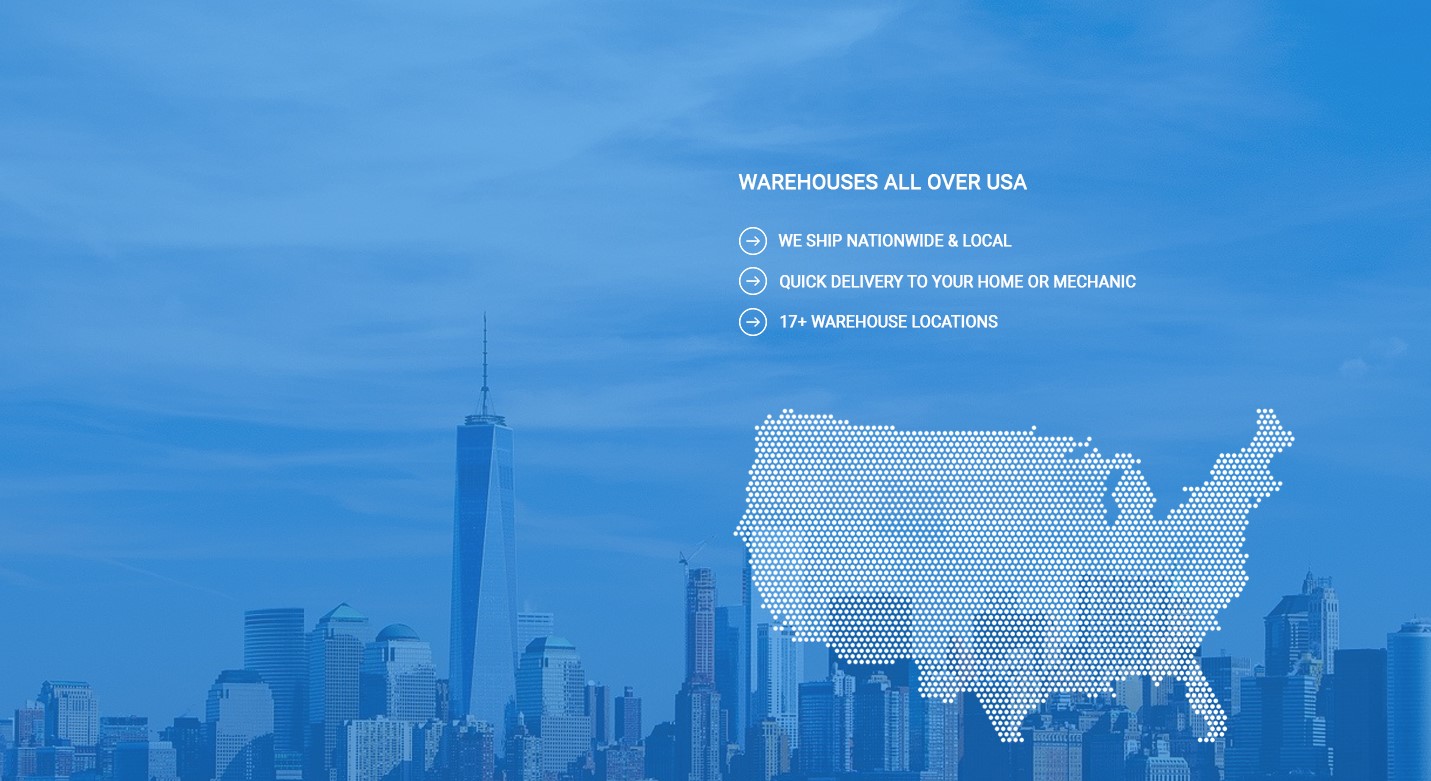 WAREHOUSES ALL OVER USA
WE SHIP NATIONWIDE & LOCAL
QUICK DELIVERY TO YOUR HOME OR MECHANIC
17+ WAREHOUSE LOCATIONS